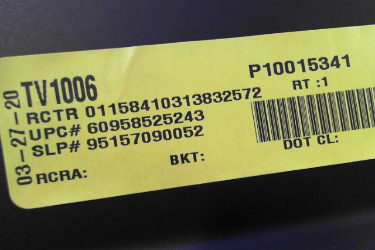 03-27-20
TV1006
P10015341
RCTR 01158410313832572
RT :1
UPC# 60958525243
SLP# 95157090052
BKT:
DOT CL:
RCRA: